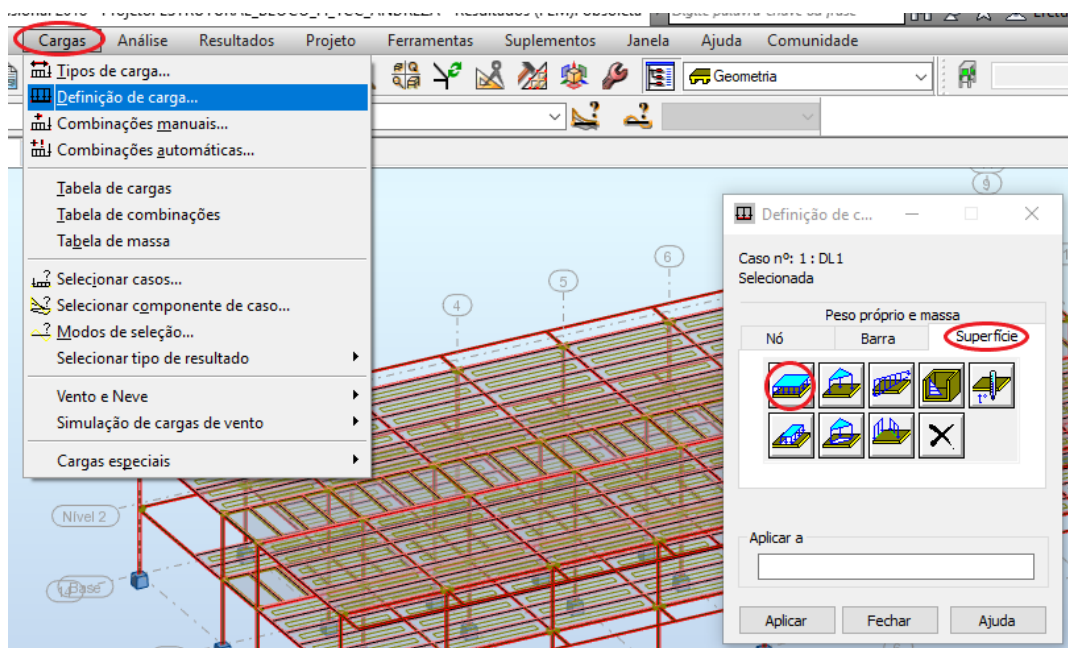 Cargas Análise Resultados Projeto Ferramentas Suplementos Janela Ajuda Comunidade
Tipos de carga...
Definição de carga...
Combinações manuais...
Combinações automáticas...
Tabela de cargas
Tabela de combinações
Tabela de massa
Selecionar casos...
Selecionar componente de caso...
Modos de seleção...
Selecionar tipo de resultado
Vento e Neve
Simulação de cargas de vento
Cargas especiais
Geometria
9
6
5
4
Nível 2
Base
Definição de c...
Caso nº: 1 : DL1
Selecionada
Peso próprio e massa
Nó Barra Superfície
t°
Aplicar a
Aplicar Fechar Ajuda